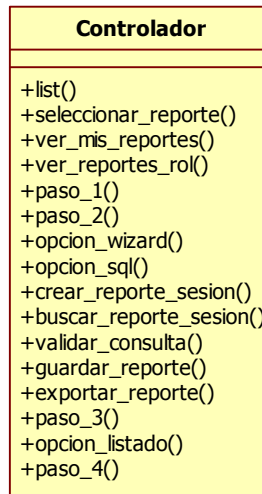 Controlador
+list()
+seleccionar_reporte()
+ver_mis_reportes()
+ver_reportes_rol()
+paso_1()
+paso_2()
+opcion_wizard()
+opcion_sql()
+crear_reporte_sesion()
+buscar_reporte_sesion()
+validar_consulta()
+guardar_reporte()
+exportar_reporte()
+paso_3()
+opcion_listado()
+paso_4()